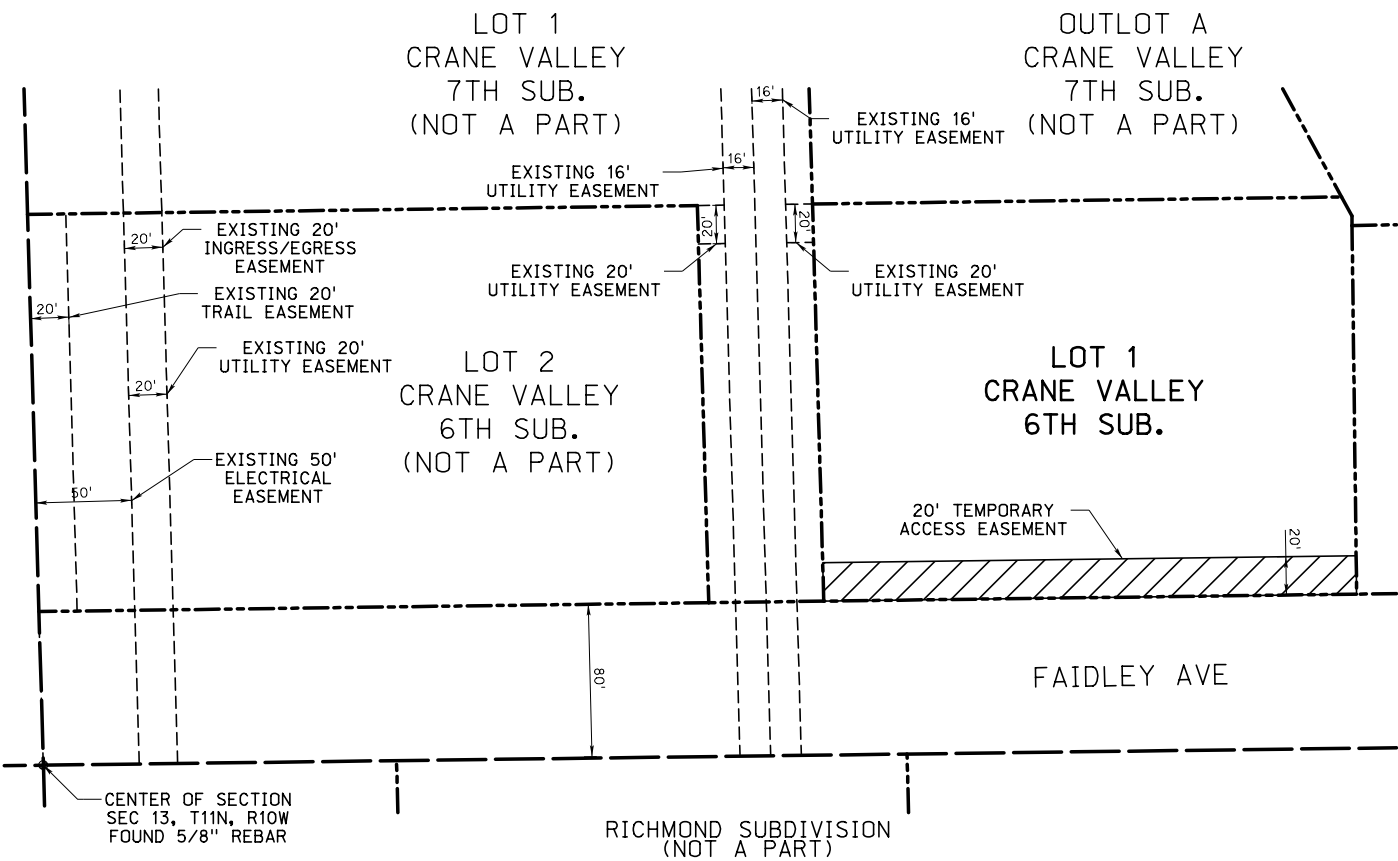 LOT 1
CRANE VALLEY
7TH SUB.
(NOT A PART)
OUTLOT A
CRANE VALLEY
7TH SUB.
(NOT A PART)
16'
EXISTING 16'
UTILITY EASEMENT
16'
EXISTING 16'
UTILITY EASEMENT
20'
EXISTING 20'
INGRESS/EGRESS
EASEMENT
20'
20'
EXISTING 20'
UTILITY EASEMENT
EXISTING 20'
UTILITY EASEMENT
20'
EXISTING 20'
TRAIL EASEMENT
EXISTING 20'
UTILITY EASEMENT
20'
LOT 2
CRANE VALLEY
6TH SUB.
(NOT A PART)
LOT 1
CRANE VALLEY
6TH SUB.
EXISTING 50'
ELECTRICAL
EASEMENT
50'
20' TEMPORARY
ACCESS EASEMENT
20'
80'
FAIDLEY AVE
CENTER OF SECTION
SEC 13, T11N, R10W
FOUND 5/8" REBAR
RICHMOND SUBDIVISION
(NOT A PART)